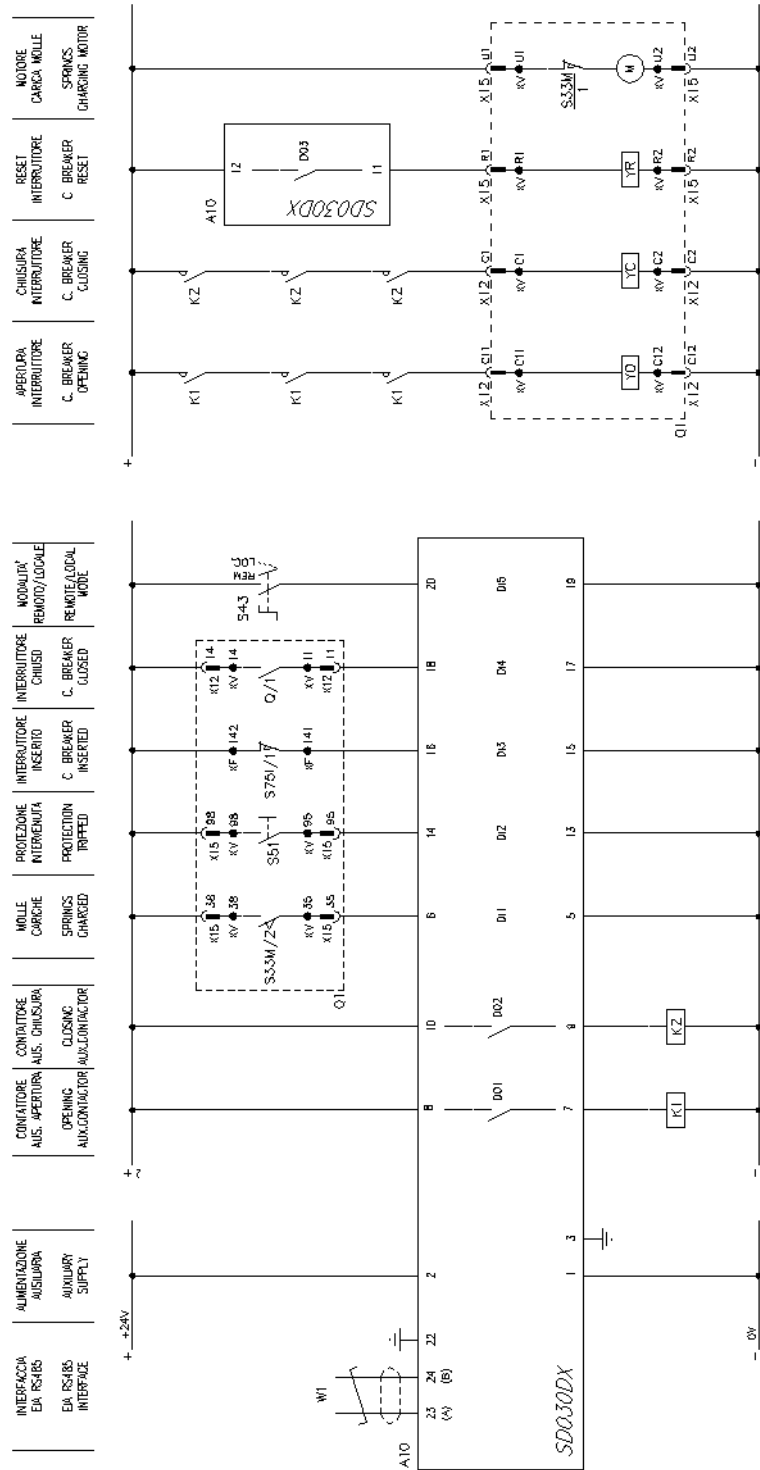 INTERFACCIA
EIA RS485
EIA RS485
INTERFACE
ALIMENTAZIONE
AUSILIARIA
AUXILIARY
SUPPLY
CONTATTORE
AUS. APERTURA
OPENING
AUX.CONTACTOR
CONTATTORE
AUS. CHIUSURA
CLOSING
AUX.CONTACTOR
MOLLE
CARICHE
SPRINGS
CHARGED
PROTEZIONE
INTERVENUTA
PROTECTION
TRIPPED
INTERRUTTORE
INSERITO
C BREAKER
INSERTED
INTERRUTTORE
CHIUSO
C. BREAKER
CLOSED
MODALITA'
REMOTO/LOCALE
REMOTE/LOCAL
MODE
APERTURA
INTERRUTTORE
C. BREAKER
OPENING
CHIUSURA
INTERRUTTORE
C. BREAKER
CLOSING
RESET
INTERRUTTORE
C BREAKER
RESET
MOTORE
CARICA MOLLE
SPRINGS
CHARGING MOTOR
+ +24V
+ 2
+
W1
Q1
X15 38
XV 38
S33M/2
XV 35
X15 35
X15 98
XV 98
S51
XV 95
X15 95
XF 142
S75I/1
XF 141
X12 14
XV 14
Q/1
XV 11
X12 11
S43
REM
LOC
A10
23 24 22 2 8 10 6 14 16 18 20
(A) (B)
DO1 DO2 DI1 DI2 DI3 DI4 DI5
SD030DX
1 3 7 9 5 13 15 17 19
K1 K2
- 0V
-
K1 K1 K1
K2 K2 K2
A10
12
DO3
11
SD030DX
X12 C11
XV C11
YO
XV C12
X12 C12
X12 C1
XV C1
YC
XV C2
X12 C2
X15 R1
XV R1
YR
XV R2
X15 R2
X15 U1
XV U1
S33M
1
M
XV U2
X15 U2
Q1
-